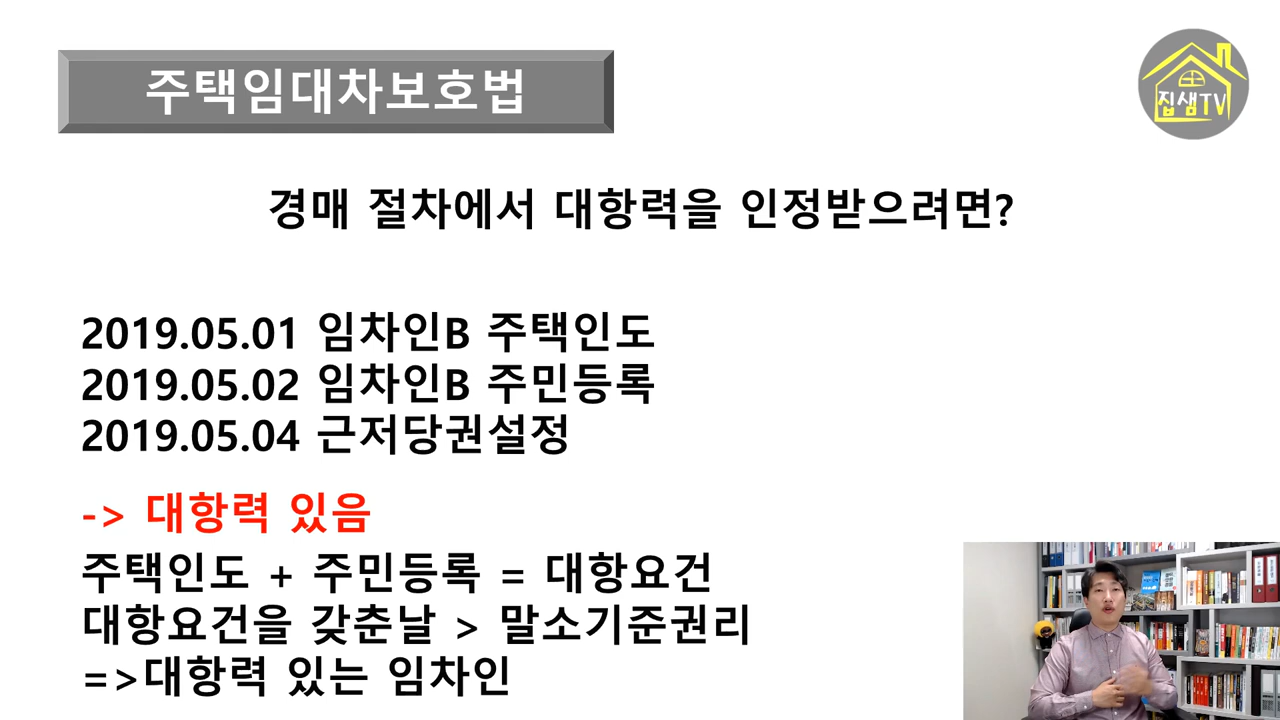 주택임대차보호법
집샘TV
경매 절차에서 대항력을 인정받으려면?
2019.05.01 임차인B 주택인도
2019.05.02 임차인B 주민등록
2019.05.04 근저당권설정
-> 대항력 있음
주택인도 + 주민등록 = 대항요건
대항요건을 갖춘날 > 말소기준권리
=>대항력 있는 임차인